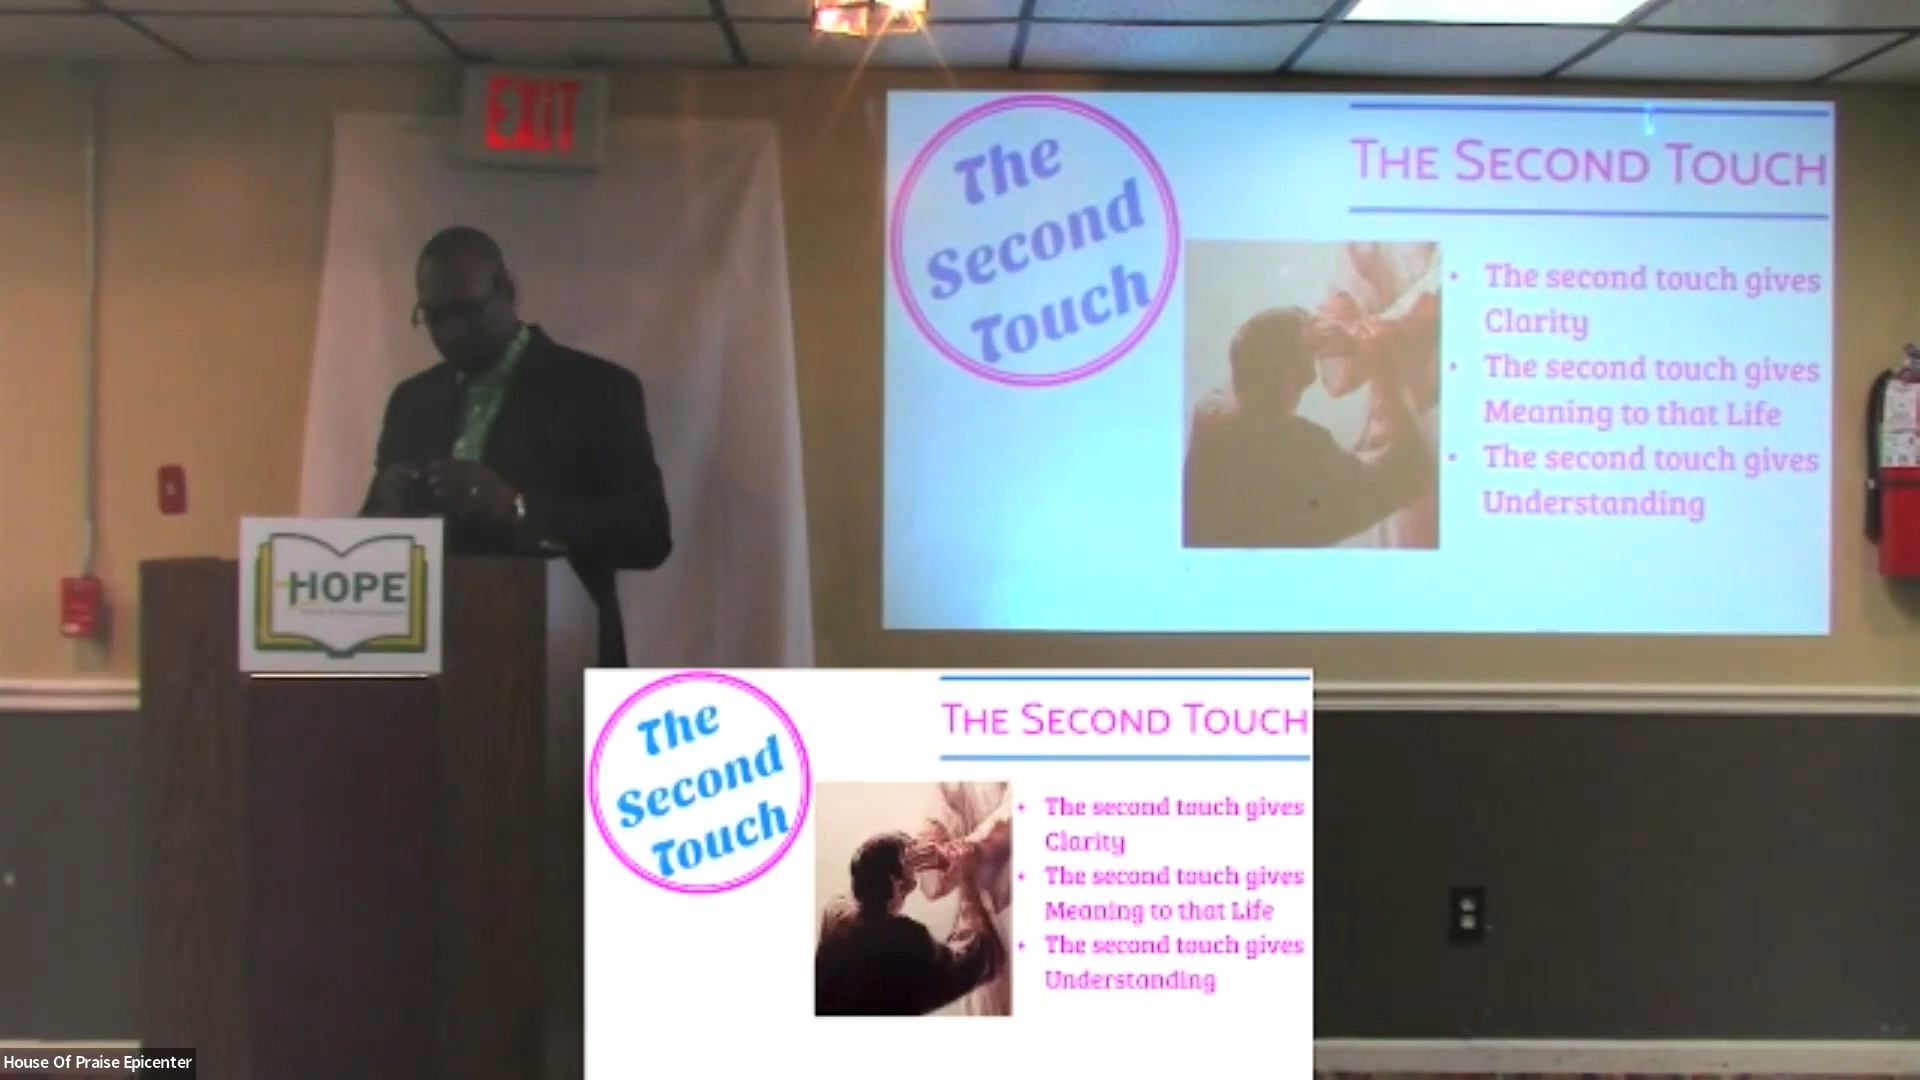 EXIT
The
Second
Touch
THE SECOND TOUCH
• The second touch gives
Clarity
• The second touch gives
Meaning to that Life
• The second touch gives
Understanding
HOPE
The
Second
Touch
THE SECOND TOUCH
• The second touch gives
Clarity
• The second touch gives
Meaning to that Life
• The second touch gives
Understanding
House Of Praise Epicenter